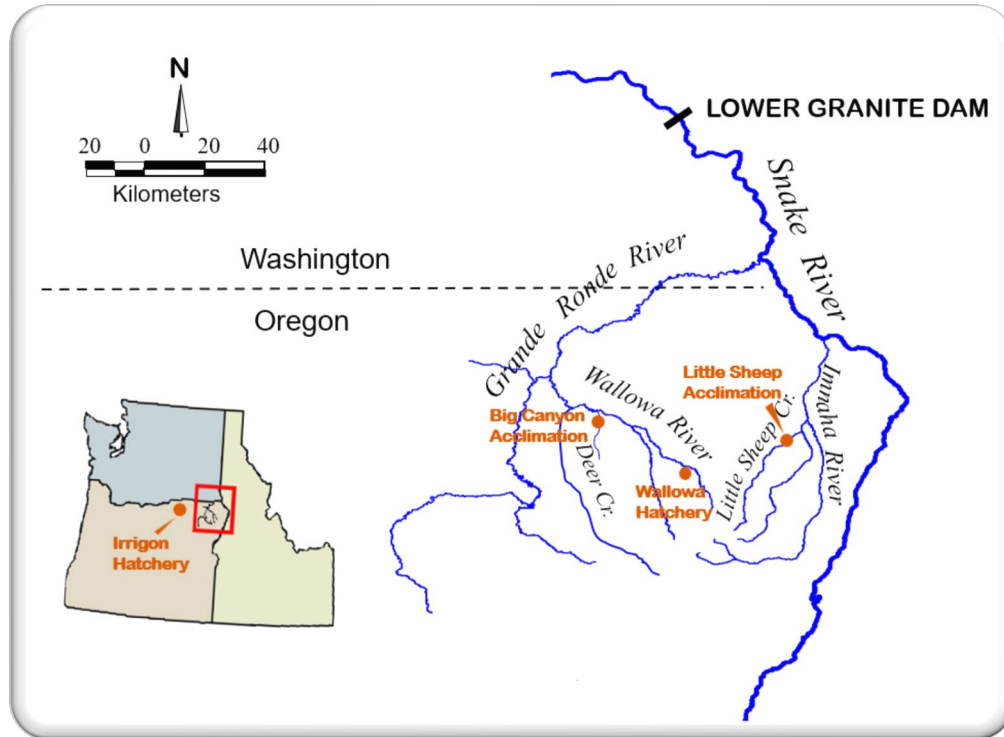 N
20 0 20 40
Kilometers
LOWER GRANITE DAM
Snake River
Washington
Oregon
Grande Ronde River
Wallowa River
Big Canyon
Acclimation
Deer Cr.
Wallowa
Hatchery
Little Sheep
Acclimation
Little Sheep Cr.
Imnaha River
Irrigon
Hatchery